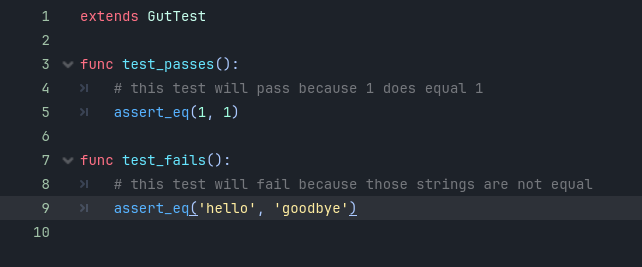 1 extends GutTest
2
3 func test_passes():
4 # this test will pass because 1 does equal 1
5 assert_eq(1, 1)
6
7 func test_fails():
8 # this test will fail because those strings are not equal
9 assert_eq('hello', 'goodbye')
10